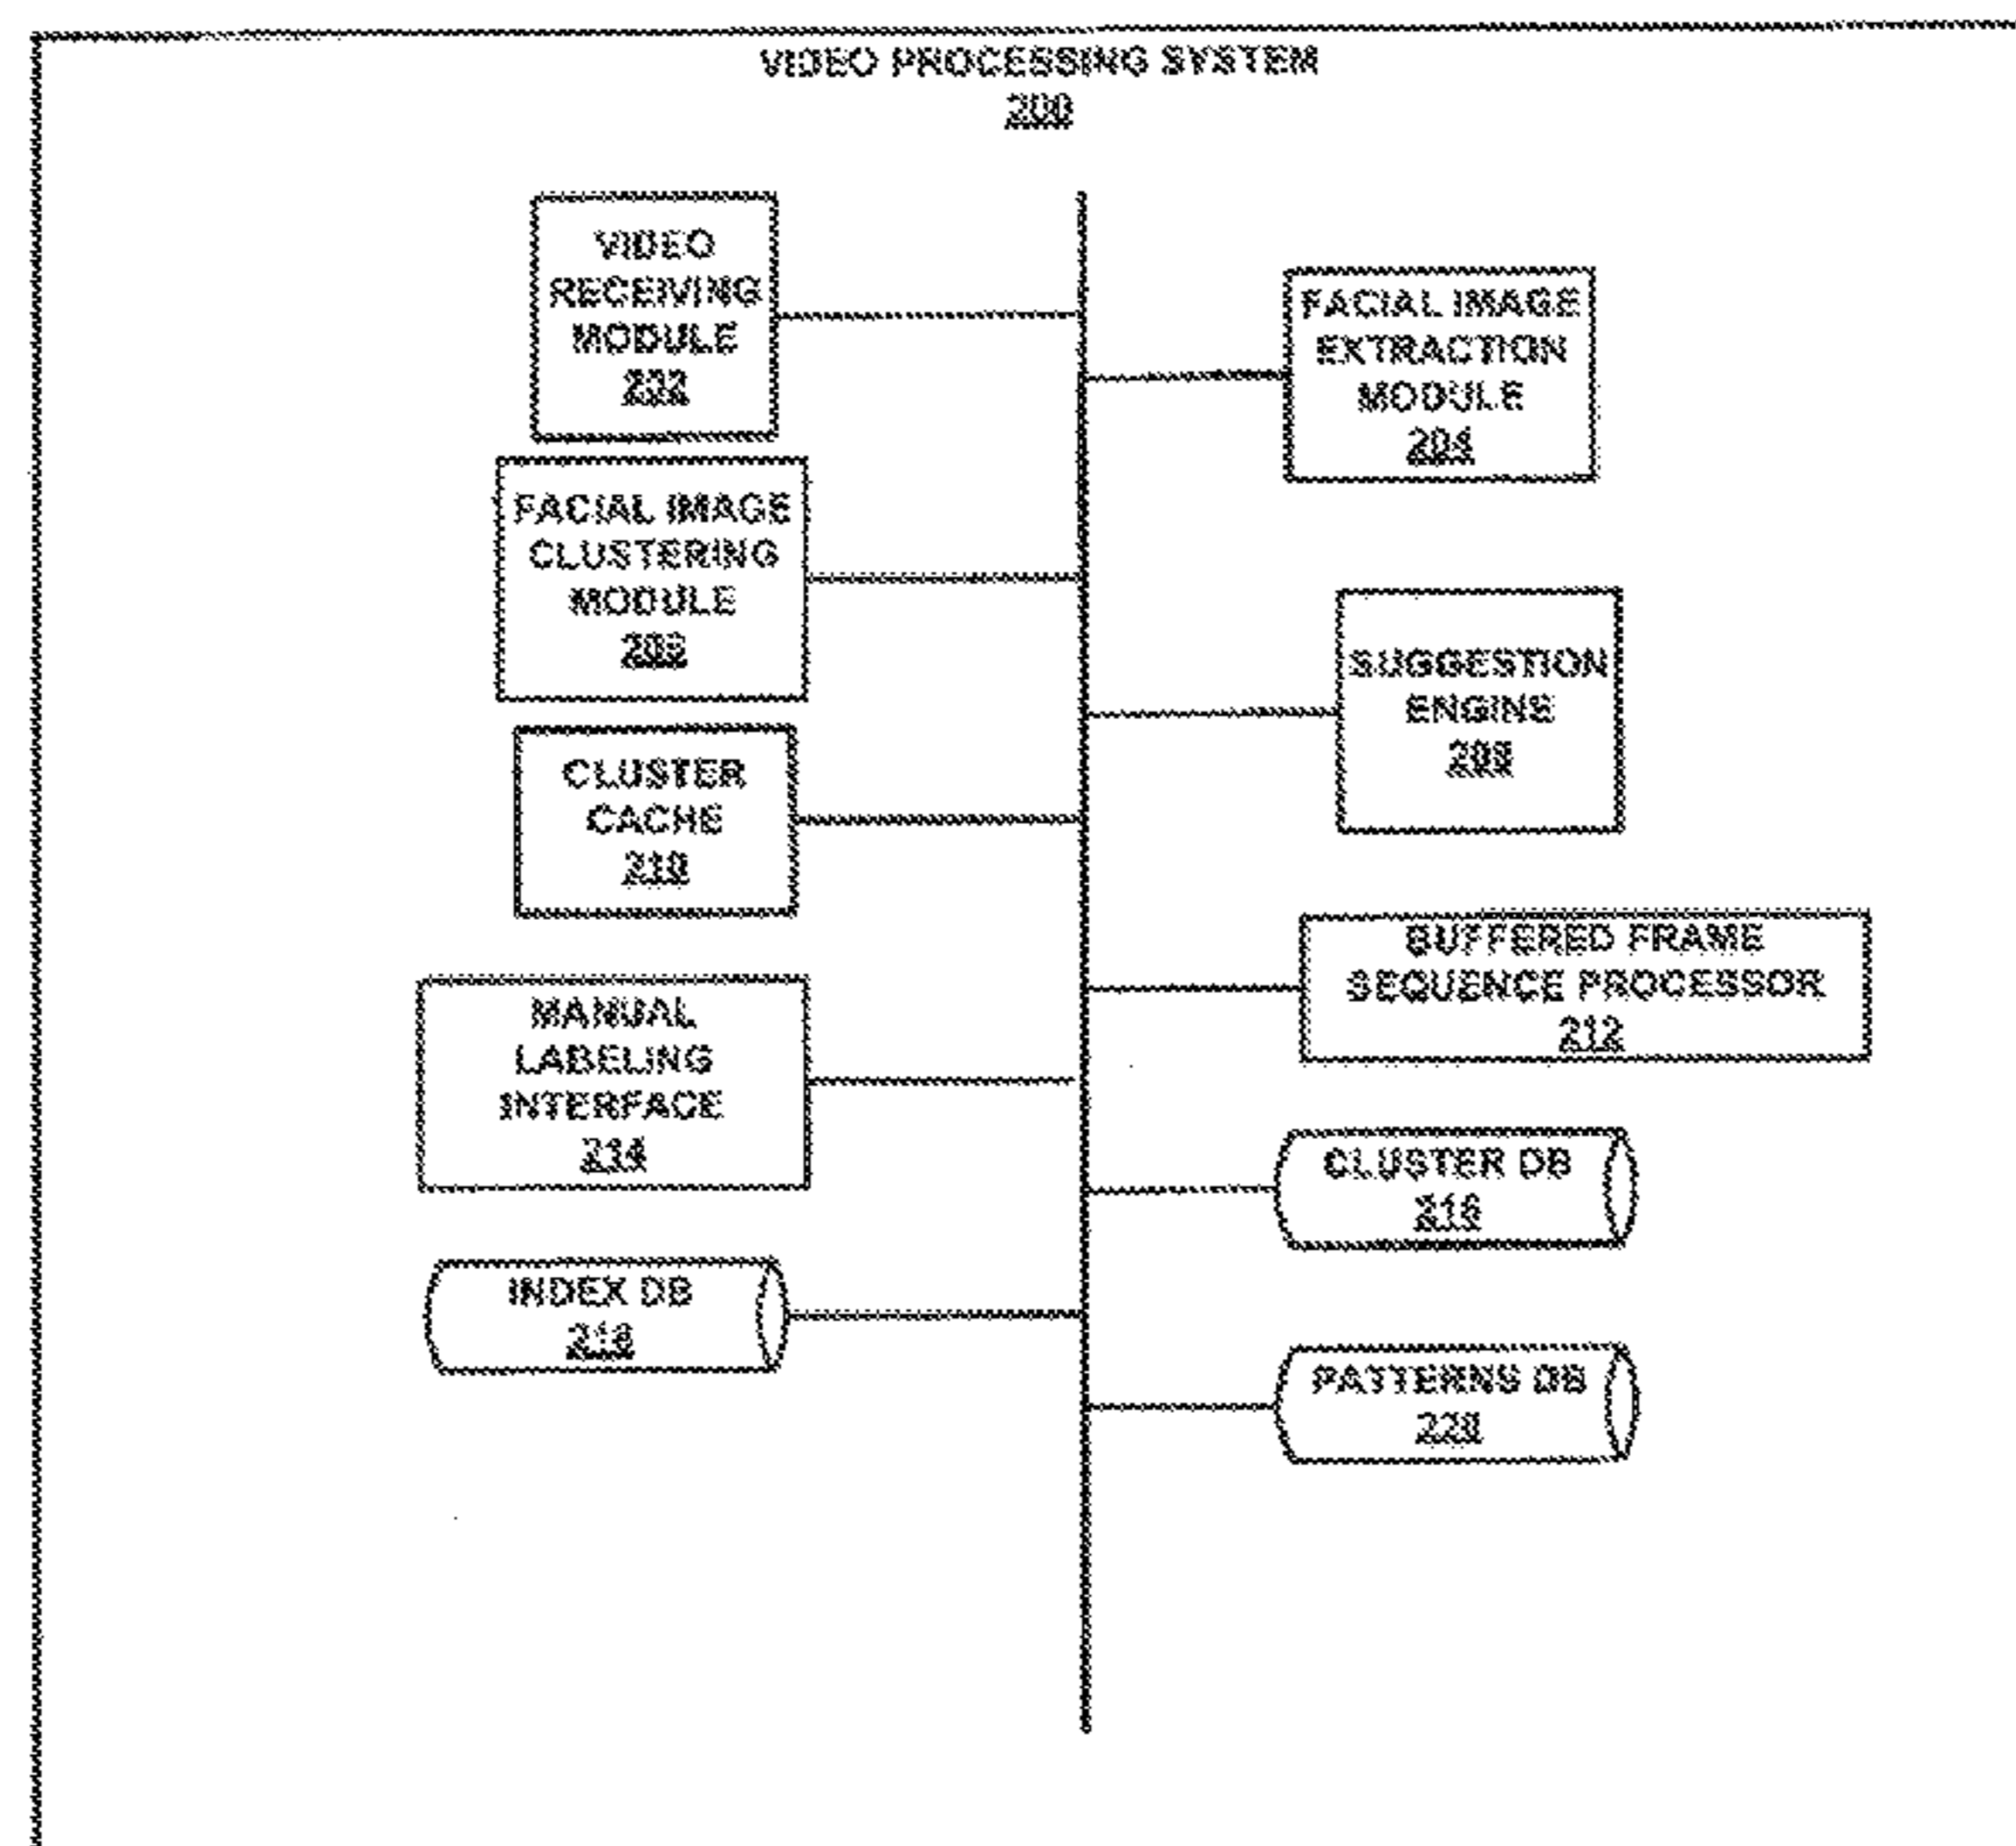 VIDEO PROCESSING SYSTEM
200
VIDEO
RECEIVING
MODULE
202
FACIAL IMAGE
EXTRACTION
MODULE
204
FACIAL IMAGE
CLUSTERING
MODULE
206
SUGGESTION
ENGINE
208
CLUSTER
CACHE
210
BUFFERED FRAME
SEQUENCE PROCESSOR
212
MANUAL
LABELING
INTERFACE
214
CLUSTER DB
216
INDEX DB
218
PATTERNS DB
220